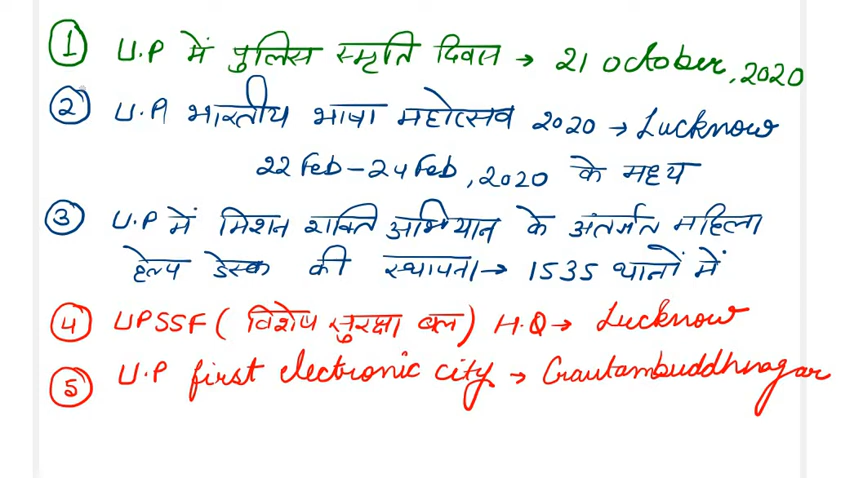 ① U.P में पुलिस स्मृति दिवस → 21 october, 2020
② U.P भारतीय भाषा महोत्सव 2020 → Lucknow
22 Feb - 24 Feb, 2020 के मध्य
③ U.P में मिशन शक्ति अभियान के अंतर्गत महिला
हेल्प डेस्क की स्थापना → 1535 थानों में
④ UPSSF ( विशेष सुरक्षा बल ) H.Q → Lucknow
⑤ U.P first electronic city → Gautambuddhnagar